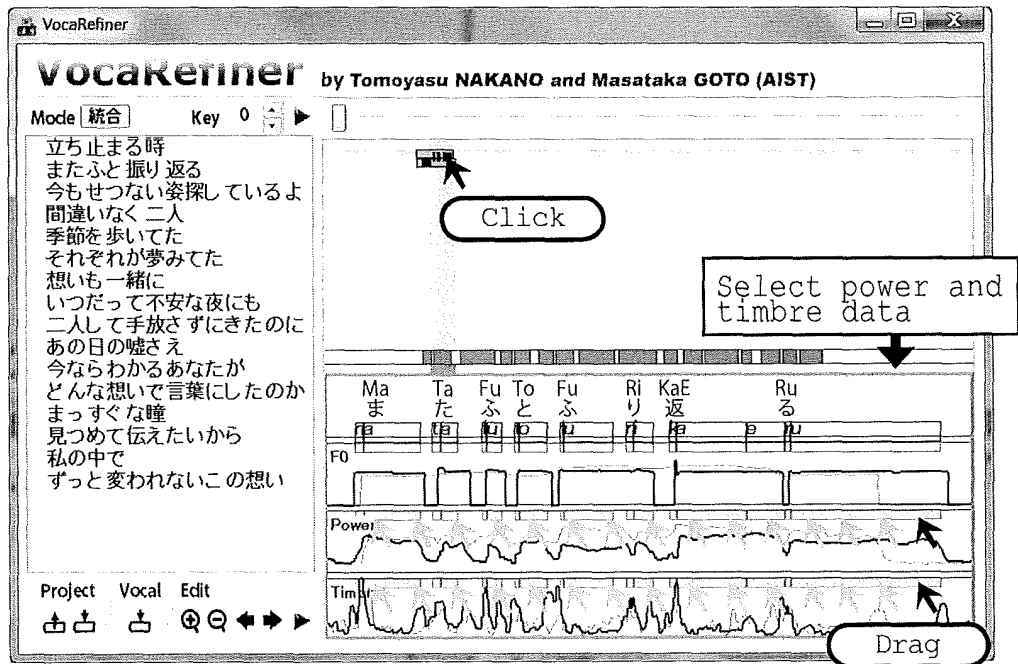 VocaRefiner
VocaRefiner by Tomoyasu NAKANO and Masataka GOTO (AIST)
Mode 統合 Key 0
立ち止まる時
またふと振り返る
今もせつない姿探しているよ
間違いなく二人
季節を歩いてた
それぞれが夢みてた
想いも一緒に
いつだって不安な夜にも
二人して手放さずにきたのに
あの日の嘘さえ
今ならわかるあなたが
どんな想いで言葉にしたのか
まっすぐな瞳
見つめて伝えたいから
私の中で
ずっと変われないこの想い
Project Vocal Edit
Click
Select power and
timbre data
Ma Ta Fu To Fu Ri KaE Ru
ま た ふ と ふ り 返 る
F0
Power
Drag